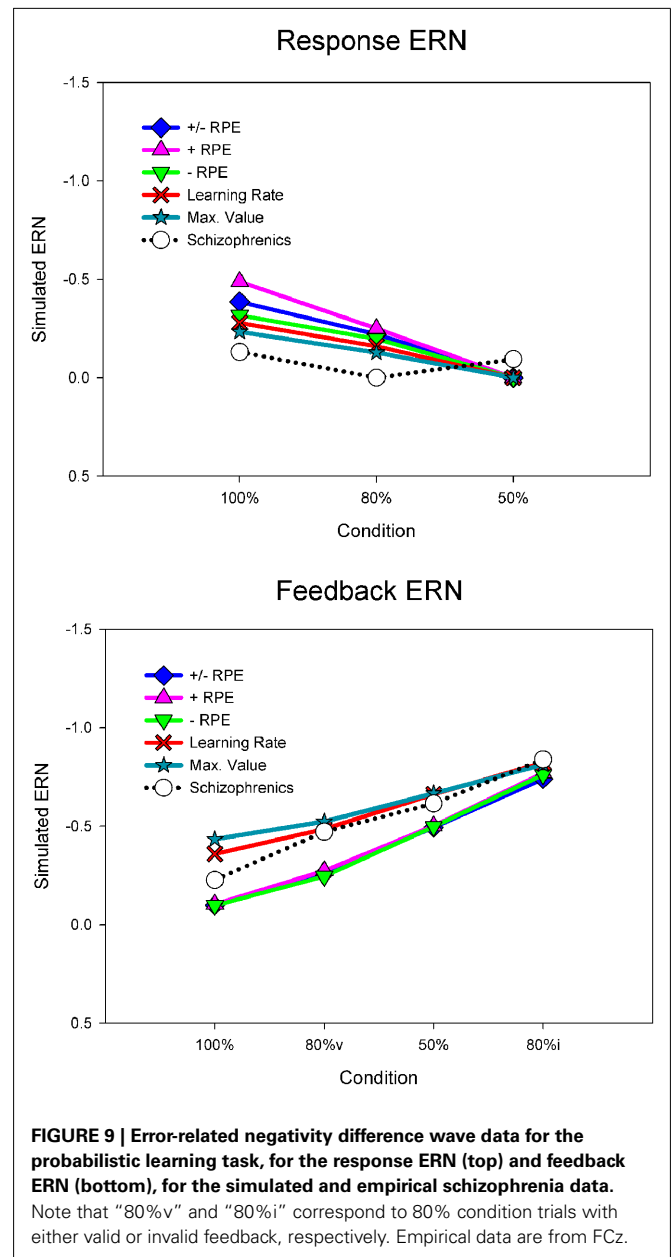 Response ERN
-1.5
-1.0
-0.5
0.0
0.5
Simulated ERN
+/- RPE
+ RPE
- RPE
Learning Rate
Max. Value
Schizophrenics
100%
80%
50%
Condition
Feedback ERN
-1.5
-1.0
-0.5
0.0
0.5
Simulated ERN
+/- RPE
+ RPE
- RPE
Learning Rate
Max. Value
Schizophrenics
100%
80%v
50%
80%i
Condition
FIGURE 9 | Error-related negativity difference wave data for the
probabilistic learning task, for the response ERN (top) and feedback
ERN (bottom), for the simulated and empirical schizophrenia data.
Note that “80%v” and “80%i” correspond to 80% condition trials with
either valid or invalid feedback, respectively. Empirical data are from FCz.